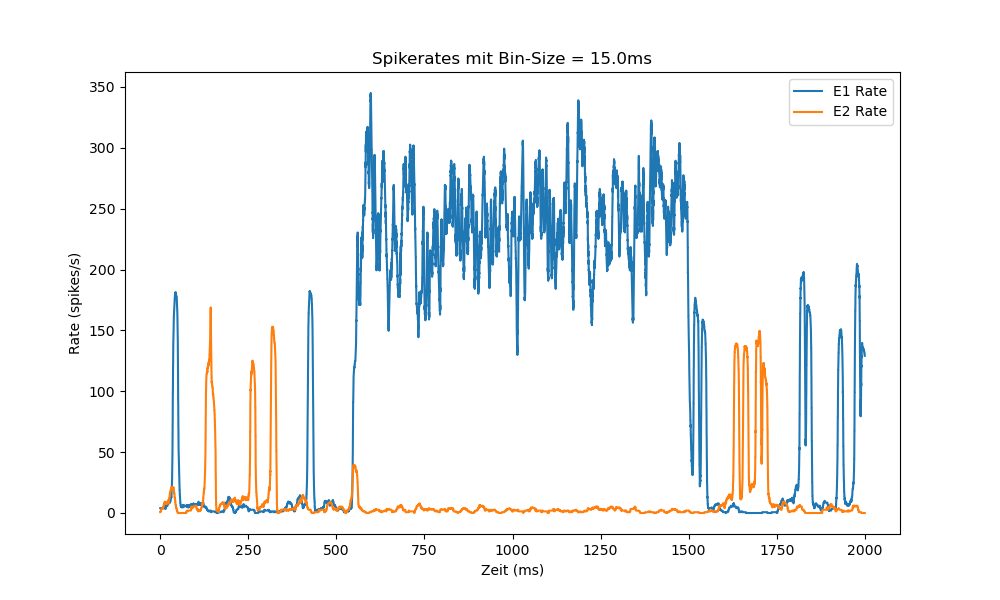 Spikerates mit Bin-Size = 15.0ms
E1 Rate
E2 Rate
350
300
250
200
150
100
50
0
Rate (spikes/s)
0 250 500 750 1000 1250 1500 1750 2000
Zeit (ms)